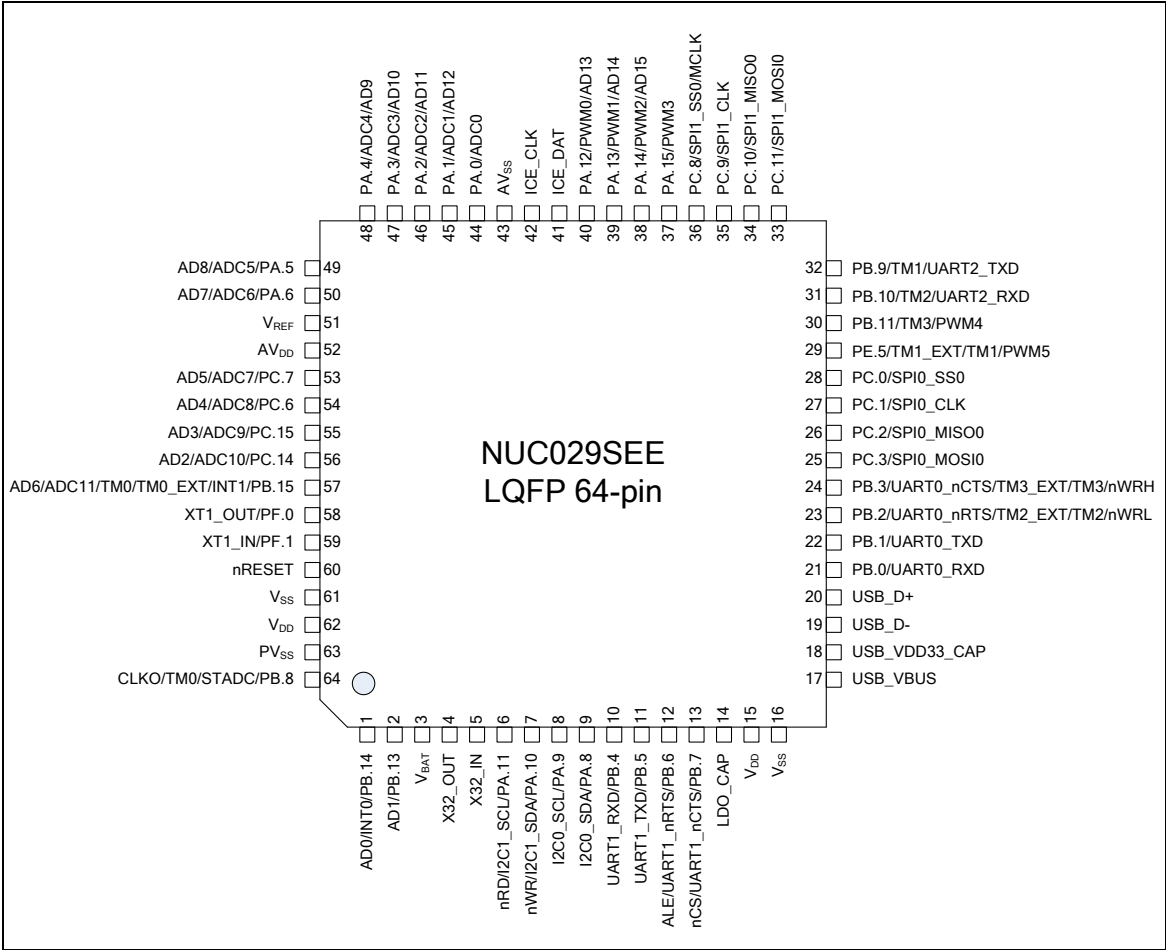 PA.4/ADC4/AD9
PA.3/ADC3/AD10
PA.2/ADC2/AD11
PA.1/ADC1/AD12
PA.0/ADC0
AVSS
ICE_CLK
ICE_DAT
PA.12/PWM0/AD13
PA.13/PWM1/AD14
PA.14/PWM2/AD15
PA.15/PWM3
PC.8/SPI1_SS0/MCLK
PC.9/SPI1_CLK
PC.10/SPI1_MISO0
PC.11/SPI1_MOSI0
48 47 46 45 44 43 42 41 40 39 38 37 36 35 34 33
AD8/ADC5/PA.5 49
AD7/ADC6/PA.6 50
VREF 51
AVDD 52
AD5/ADC7/PC.7 53
AD4/ADC8/PC.6 54
AD3/ADC9/PC.15 55
AD2/ADC10/PC.14 56
AD6/ADC11/TM0/TM0_EXT/INT1/PB.15 57
XT1_OUT/PF.0 58
XT1_IN/PF.1 59
nRESET 60
VSS 61
VDD 62
PVSS 63
CLKO/TM0/STADC/PB.8 64
NUC029SEE
LQFP 64-pin
32 PB.9/TM1/UART2_TXD
31 PB.10/TM2/UART2_RXD
30 PB.11/TM3/PWM4
29 PE.5/TM1_EXT/TM1/PWM5
28 PC.0/SPI0_SS0
27 PC.1/SPI0_CLK
26 PC.2/SPI0_MISO0
25 PC.3/SPI0_MOSI0
24 PB.3/UART0_nCTS/TM3_EXT/TM3/nWRH
23 PB.2/UART0_nRTS/TM2_EXT/TM2/nWRL
22 PB.1/UART0_TXD
21 PB.0/UART0_RXD
20 USB_D+
19 USB_D-
18 USB_VDD33_CAP
17 USB_VBUS
1 2 3 4 5 6 7 8 9 10 11 12 13 14 15 16
AD0/INT0/PB.14
AD1/PB.13
VBAT
X32_OUT
X32_IN
nRD/I2C1_SCL/PA.11
nWR/I2C1_SDA/PA.10
I2C0_SCL/PA.9
I2C0_SDA/PA.8
UART1_RXD/PB.4
UART1_TXD/PB.5
ALE/UART1_nRTS/PB.6
nCS/UART1_nCTS/PB.7
LDO_CAP
VDD
VSS